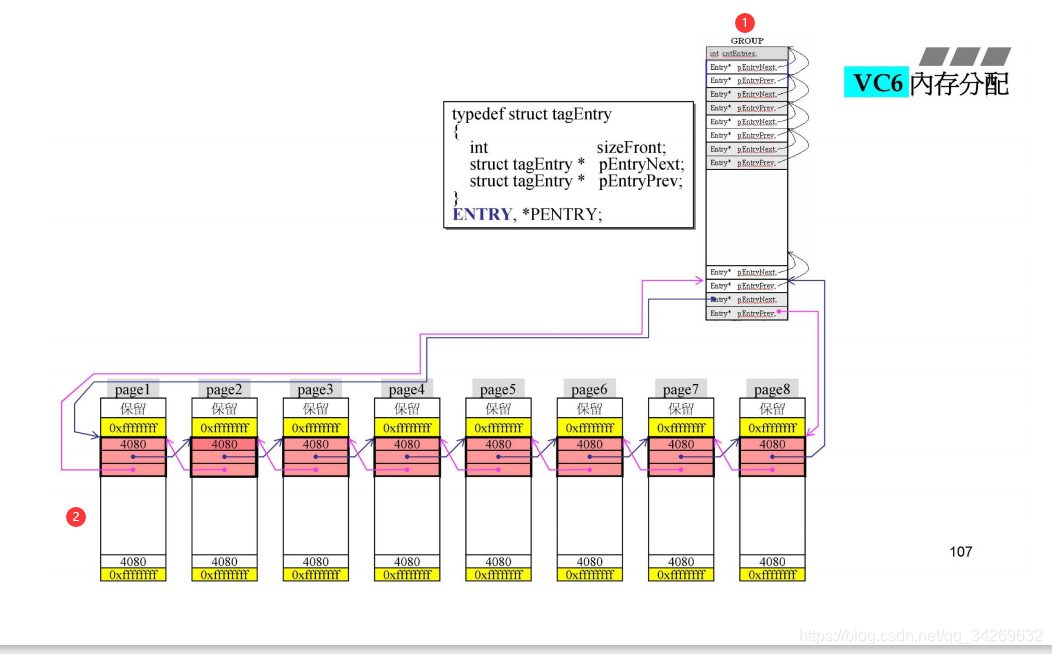 1
GROUP
int cntEntries,
Entry* pEntryNext,
Entry* pEntryPrev,
Entry* pEntryNext,
Entry* pEntryPrev,
Entry* pEntryNext,
Entry* pEntryPrev,
Entry* pEntryNext,
Entry* pEntryPrev,
Entry* pEntryNext,
Entry* pEntryPrev,
Entry* pEntryNext,
Entry* pEntryPrev,
VC6 內存分配
typedef struct tagEntry
{
int sizeFront;
struct tagEntry * pEntryNext;
struct tagEntry * pEntryPrev;
}
ENTRY, *PENTRY;
page1 page2 page3 page4 page5 page6 page7 page8
保留 保留 保留 保留 保留 保留 保留 保留
0xffffffff 0xffffffff 0xffffffff 0xffffffff 0xffffffff 0xffffffff 0xffffffff 0xffffffff
4080 4080 4080 4080 4080 4080 4080 4080
2
4080 4080 4080 4080 4080 4080 4080 4080
0xffffffff 0xffffffff 0xffffffff 0xffffffff 0xffffffff 0xffffffff 0xffffffff 0xffffffff
107
https://blog.csdn.net/qq_34269632